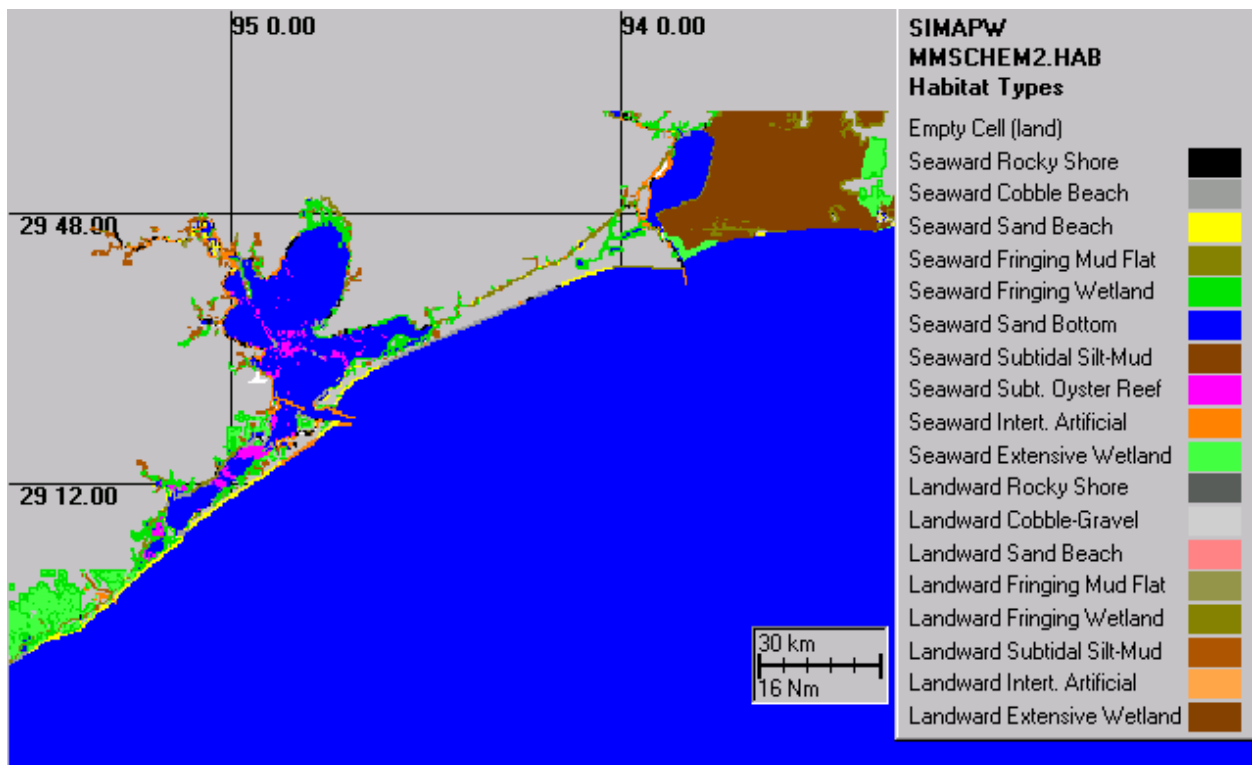 95 0.00
94 0.00
29 48.00
29 12.00
30 km
16 Nm
SIMAPW
MMSCHEM2.HAB
Habitat Types
Empty Cell (land)
Seaward Rocky Shore
Seaward Cobble Beach
Seaward Sand Beach
Seaward Fringing Mud Flat
Seaward Fringing Wetland
Seaward Sand Bottom
Seaward Subtidal Silt-Mud
Seaward Subt. Oyster Reef
Seaward Intert. Artificial
Seaward Extensive Wetland
Landward Rocky Shore
Landward Cobble-Gravel
Landward Sand Beach
Landward Fringing Mud Flat
Landward Fringing Wetland
Landward Subtidal Silt-Mud
Landward Intert. Artificial
Landward Extensive Wetland